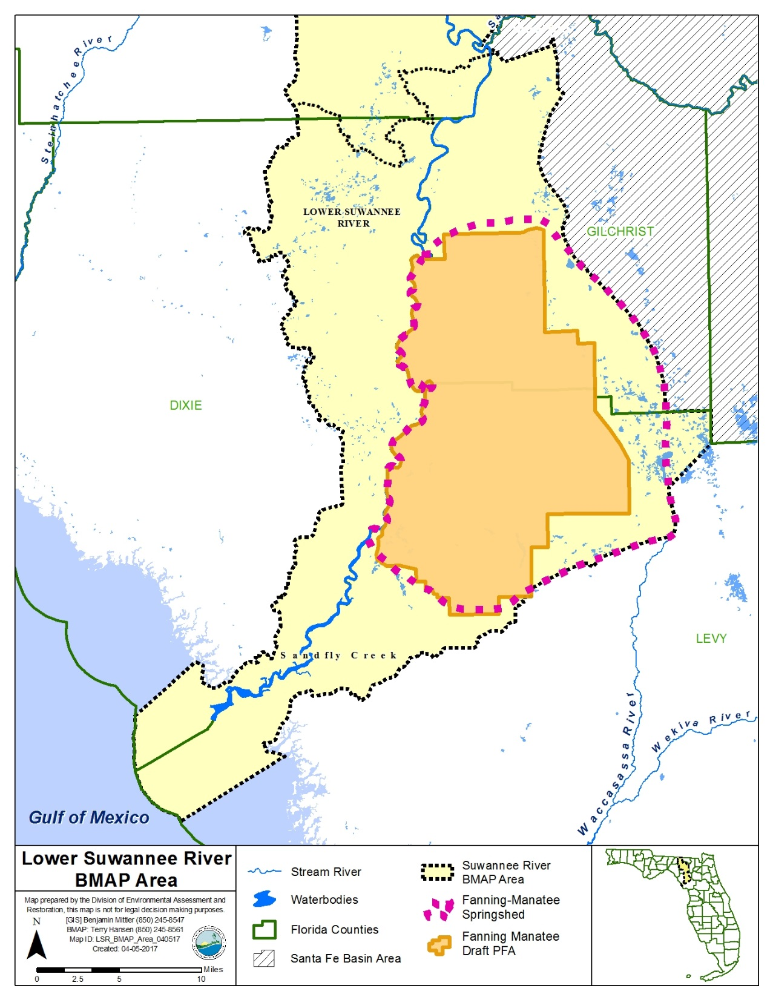 Sa
Steinhatchee River
LOWER SUWANNEE
RIVER
GILCHRIST
DIXIE
LEVY
Sandfly Creek
Waccasassa River
Wekiva River
Gulf of Mexico
Lower Suwannee River
BMAP Area
Map prepared by the Division of Environmental Assessment and
Restoration, this map is not for legal decision making purposes.
[GIS] Benjamin Mittler (850) 245-8547
BMAP: Terry Hansen (850) 245-8561
Map ID: LSR_BMAP_Area_040517
Created: 04-05-2017
N
Miles
0 2.5 5 10
Stream River
Waterbodies
Florida Counties
Santa Fe Basin Area
Suwannee River
BMAP Area
Fanning-Manatee
Springshed
Fanning Manatee
Draft PFA